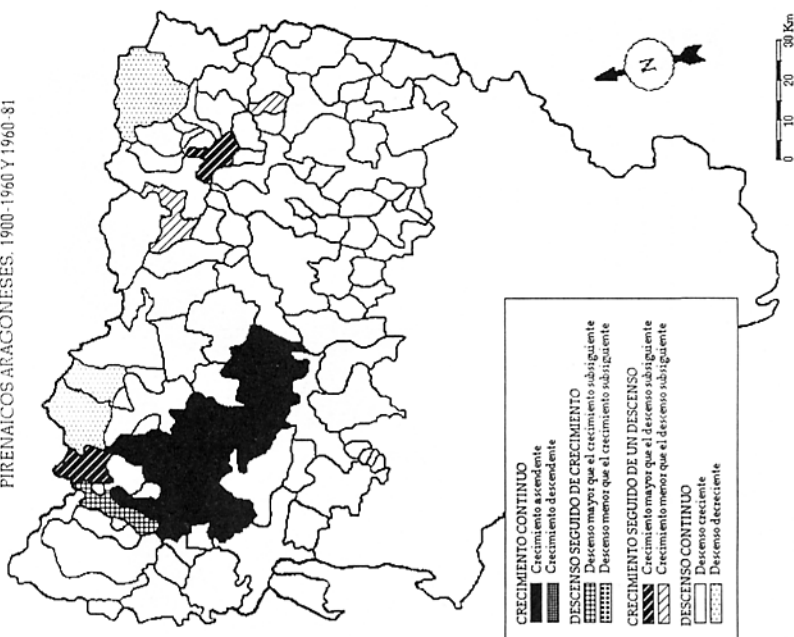 PIRENAICOS ARAGONESES. 1900-1960 Y 1960-81
N
0 10 20 30 Km
CRECIMIENTO CONTINUO
Crecimiento ascendente
Crecimiento descendente
DESCENSO SEGUIDO DE CRECIMIENTO
Descenso mayor que el crecimiento subsiguiente
Descenso menor que el crecimiento subsiguiente
CRECIMIENTO SEGUIDO DE UN DESCENSO
Crecimiento mayor que el descenso subsiguiente
Crecimiento menor que el descenso subsiguiente
DESCENSO CONTINUO
Descenso creciente
Descenso decreciente